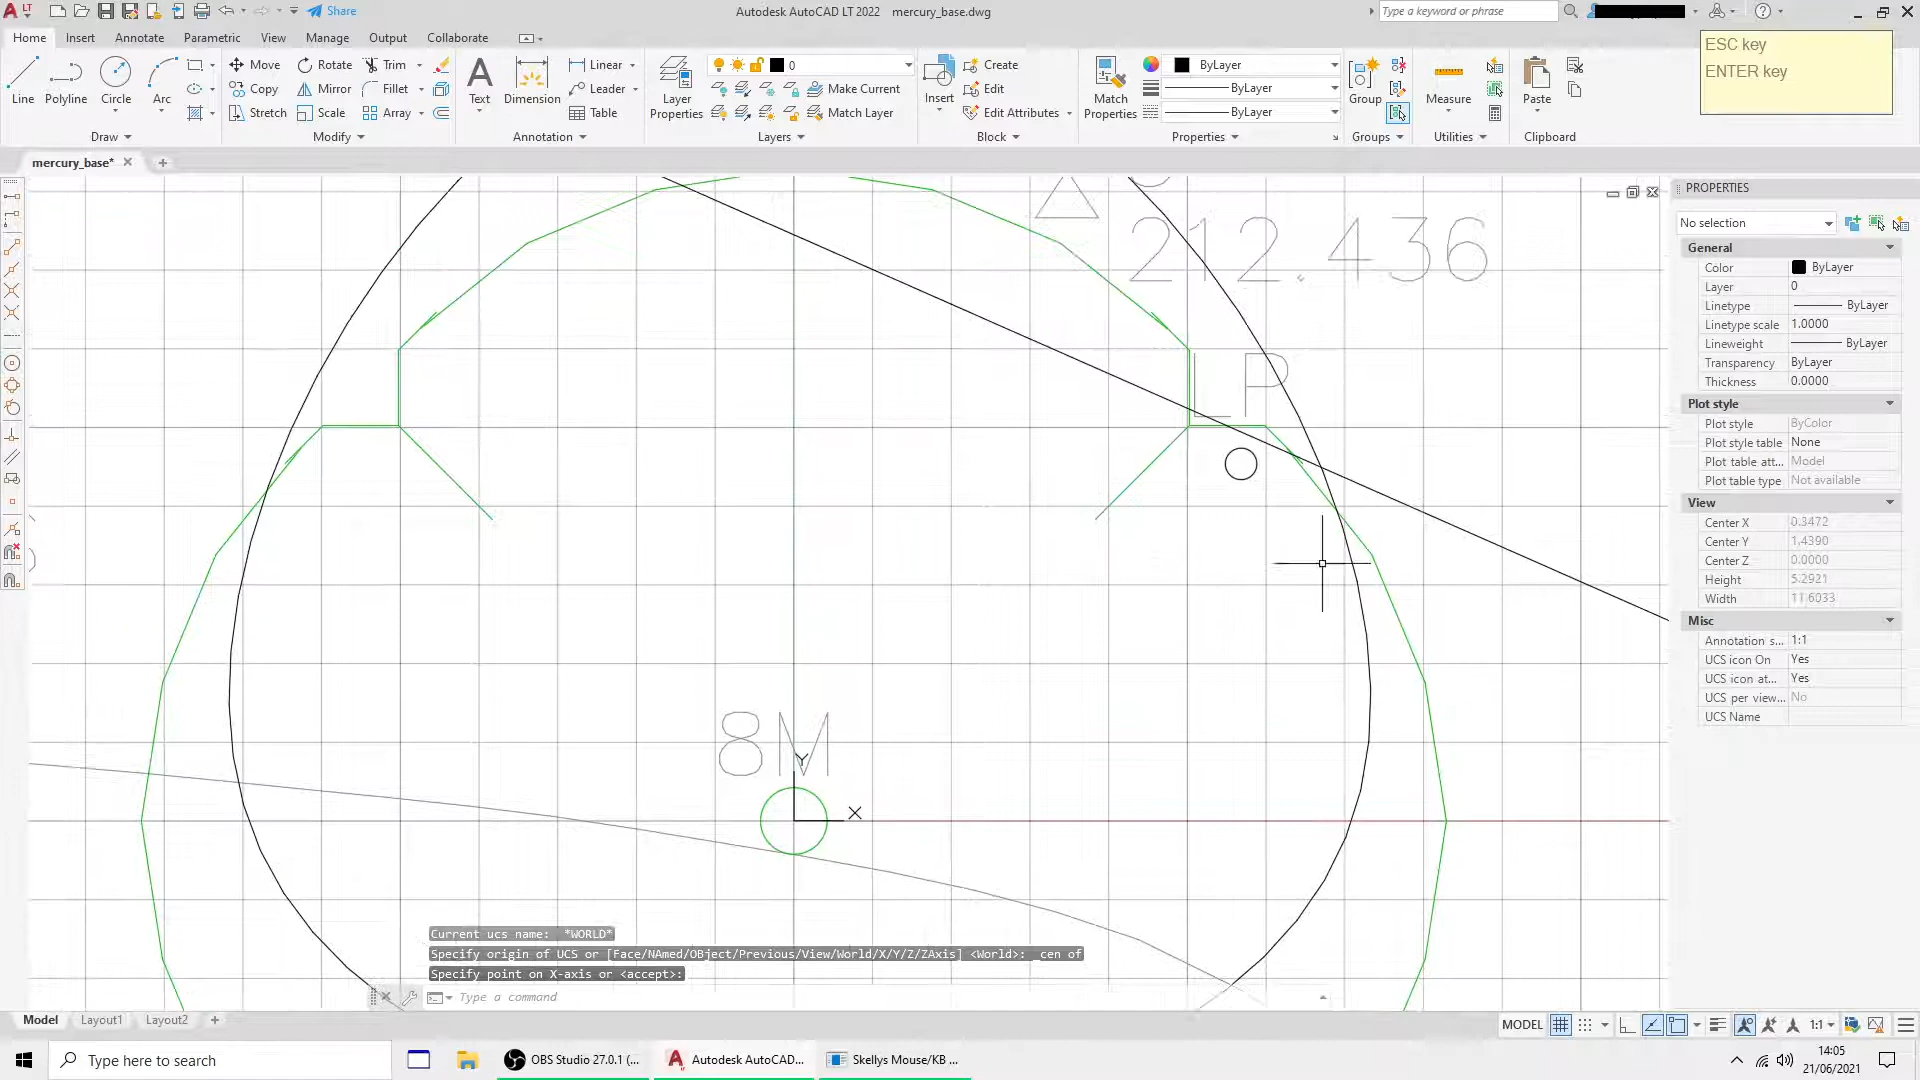 LT
Share
Autodesk AutoCAD LT 2022 mercury_base.dwg
Type a keyword or phrase
ESC key
ENTER key
Home Insert Annotate Parametric View Manage Output Collaborate
Line Polyline Circle Arc
Move Rotate Trim
Copy Mirror Fillet
Stretch Scale Array
Text Dimension
Linear
Leader
Table
Layer Properties
0
Make Current
Match Layer
Insert
Create
Edit
Edit Attributes
Match Properties
ByLayer
ByLayer
ByLayer
Group
Measure
Paste
Draw Modify Annotation Layers Block Properties Groups Utilities Clipboard
mercury_base*
212.436
LP
8M
Y
X
Current ucs name: *WORLD*
Specify origin of UCS or [Face/NAmed/OBject/Previous/View/World/X/Y/Z/ZAxis] <World>: _cen of
Specify point on X-axis or <accept>:
Type a command
PROPERTIES
No selection
General
Color ByLayer
Layer 0
Linetype ByLayer
Linetype scale 1.0000
Lineweight ByLayer
Transparency ByLayer
Thickness 0.0000
Plot style
Plot style ByColor
Plot style table None
Plot table att... Model
Plot table type Not available
View
Center X 0.3472
Center Y 1.4390
Center Z 0.0000
Height 5.2921
Width 11.6033
Misc
Annotation s... 1:1
UCS icon On Yes
UCS icon at... Yes
UCS per view... No
UCS Name
Model Layout1 Layout2
MODEL 1:1
Type here to search
OBS Studio 27.0.1 (...
Autodesk AutoCAD...
Skellys Mouse/KB ...
14:05
21/06/2021